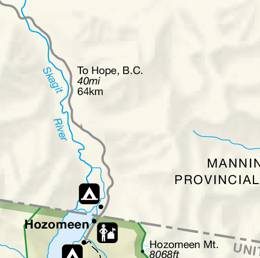 To Hope, B.C.
40mi
64km
Skagit
River
MANNIN
PROVINCIAL
Hozomeen
Hozomeen Mt.
8068ft
UNIT